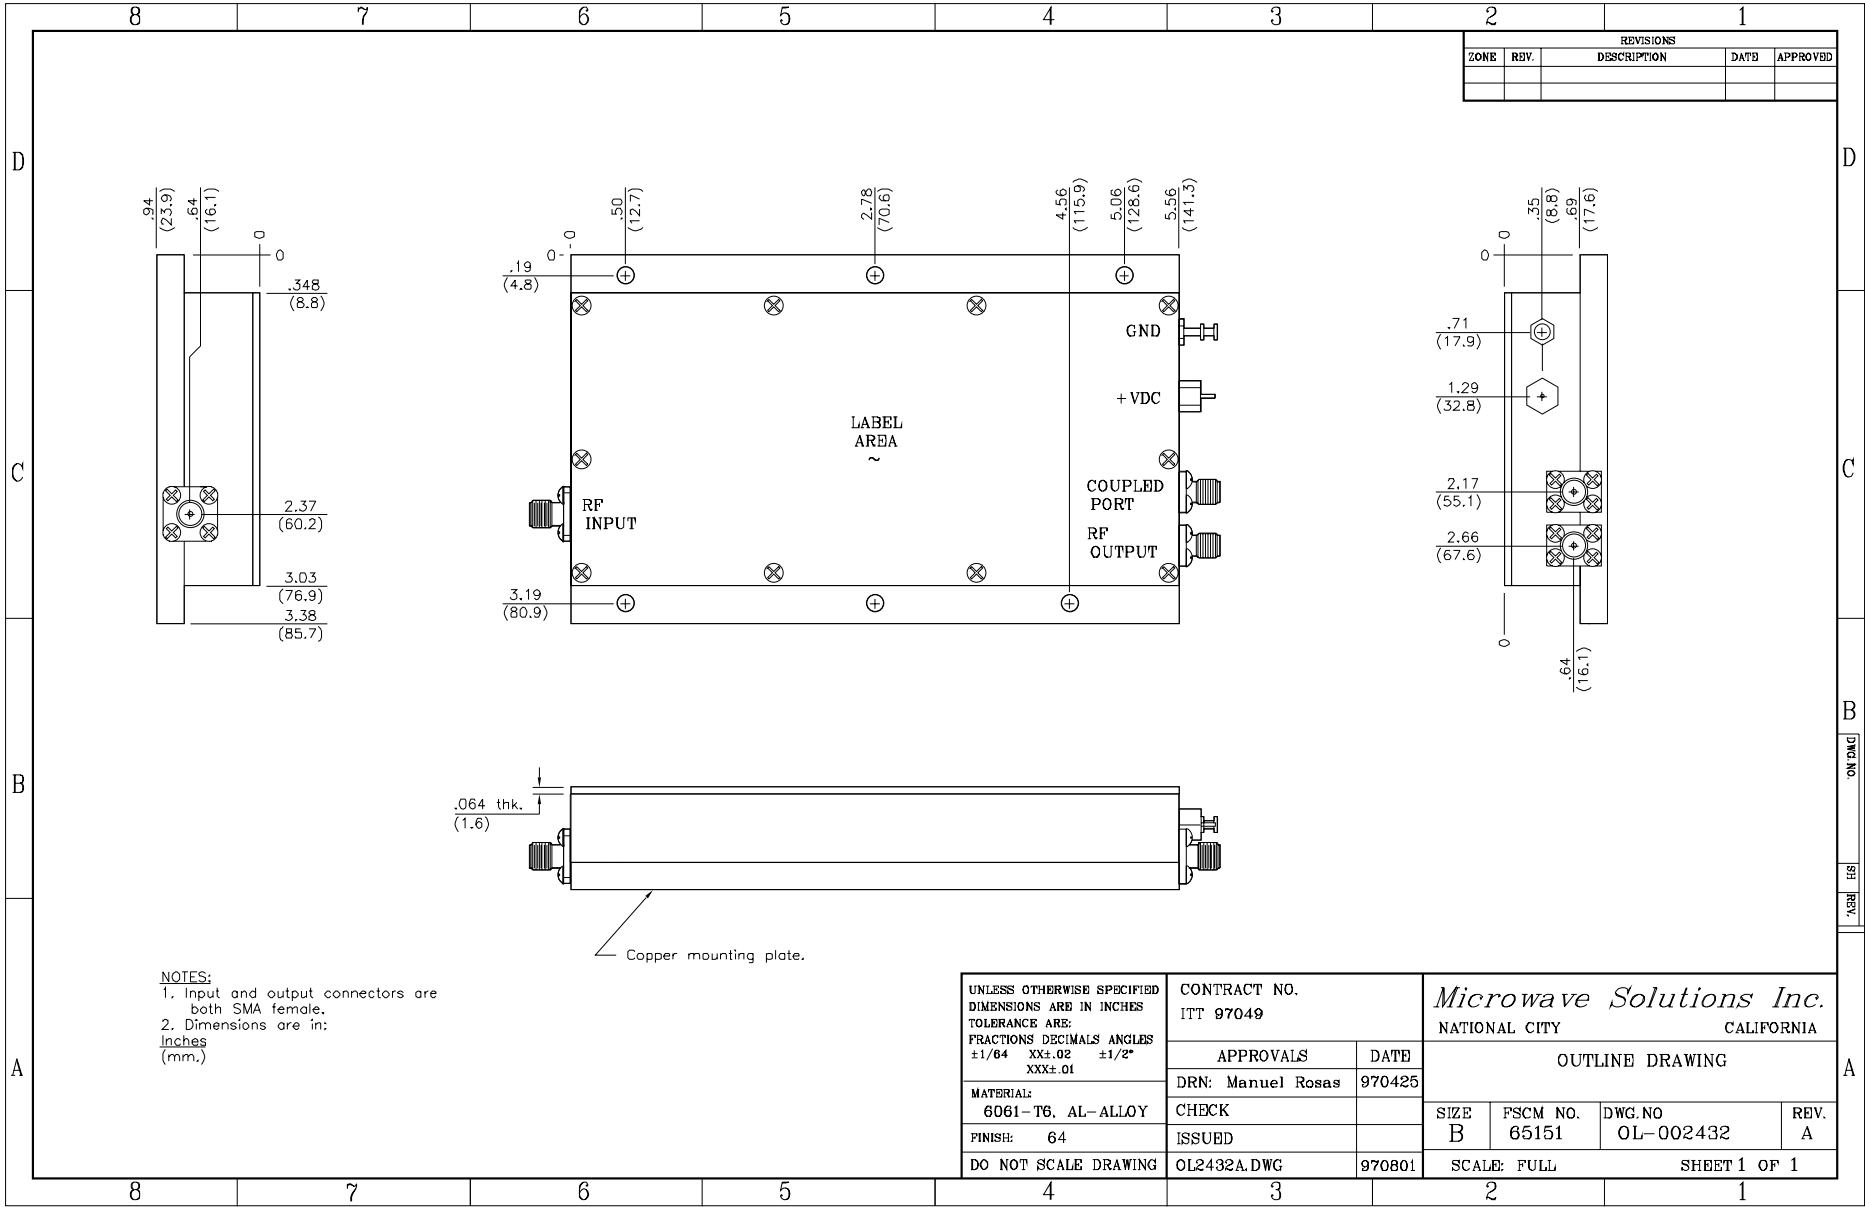 8 7 6 5 4 3 2 1
REVISIONS
ZONE REV. DESCRIPTION DATE APPROVED
D
D
.94
(23.9)
.64
(16.1)
0
0
.348
(8.8)
2.37
(60.2)
3.03
(76.9)
3.38
(85.7)
0
0
.50
(12.7)
2.78
(70.6)
4.56
(115.9)
5.06
(128.6)
5.56
(141.3)
.19
(4.8)
GND
+VDC
LABEL
AREA
~
COUPLED
PORT
RF
INPUT
RF
OUTPUT
3.19
(80.9)
0
0
.35
(8.8)
.69
(17.6)
.71
(17.9)
1.29
(32.8)
2.17
(55.1)
2.66
(67.6)
0
.64
(16.1)
C
C
B
B
DWG.NO.
SH
REV.
.064 thk.
(1.6)
Copper mounting plate.
NOTES:
1. Input and output connectors are
both SMA female.
2. Dimensions are in:
Inches
(mm.)
A
A
UNLESS OTHERWISE SPECIFIED
DIMENSIONS ARE IN INCHES
TOLERANCE ARE:
FRACTIONS DECIMALS ANGLES
±1/64 XX±.02 ±1/2°
XXX±.01
MATERIAL:
6061-T6, AL-ALLOY
FINISH: 64
DO NOT SCALE DRAWING
CONTRACT NO.
ITT 97049
APPROVALS DATE
DRN: Manuel Rosas 970425
CHECK
ISSUED
OL2432A.DWG 970801
Microwave Solutions Inc.
NATIONAL CITY CALIFORNIA
OUTLINE DRAWING
SIZE
B
FSCM NO.
65151
DWG.NO
OL-002432
REV.
A
SCALE: FULL SHEET 1 OF 1
8 7 6 5 4 3 2 1